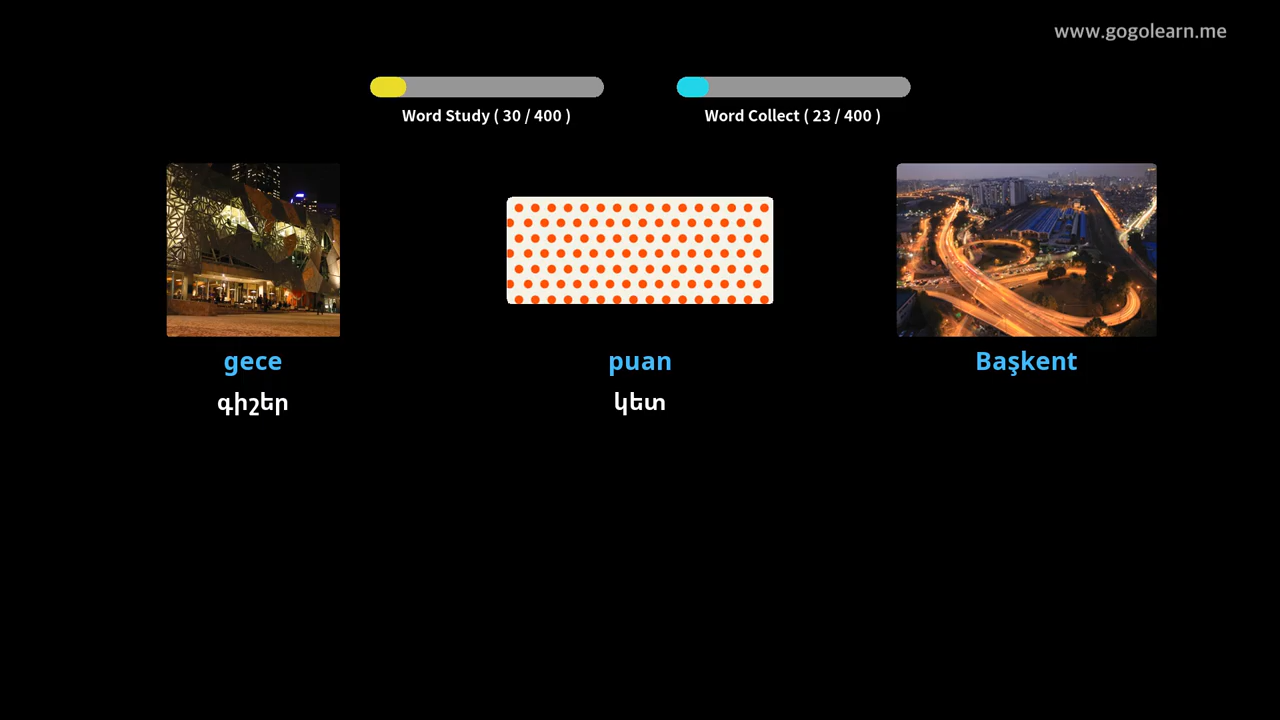 www.gogolearn.me
Word Study ( 30 / 400 )
Word Collect ( 23 / 400 )
gece
puan
Başkent
գիշեր
կետ